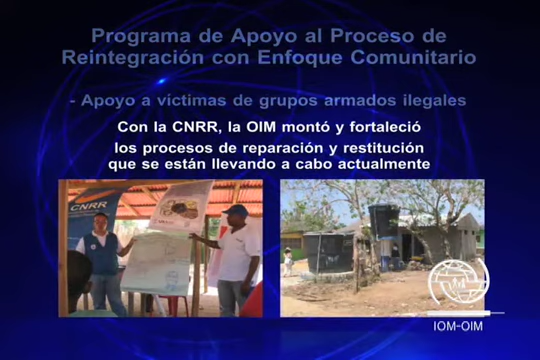 Programa de Apoyo al Proceso de
Reintegración con Enfoque Comunitario
- Apoyo a víctimas de grupos armados ilegales
Con la CNRR, la OIM montó y fortaleció
los procesos de reparación y restitución
que se están llevando a cabo actualmente
CNRR
IOM-OIM